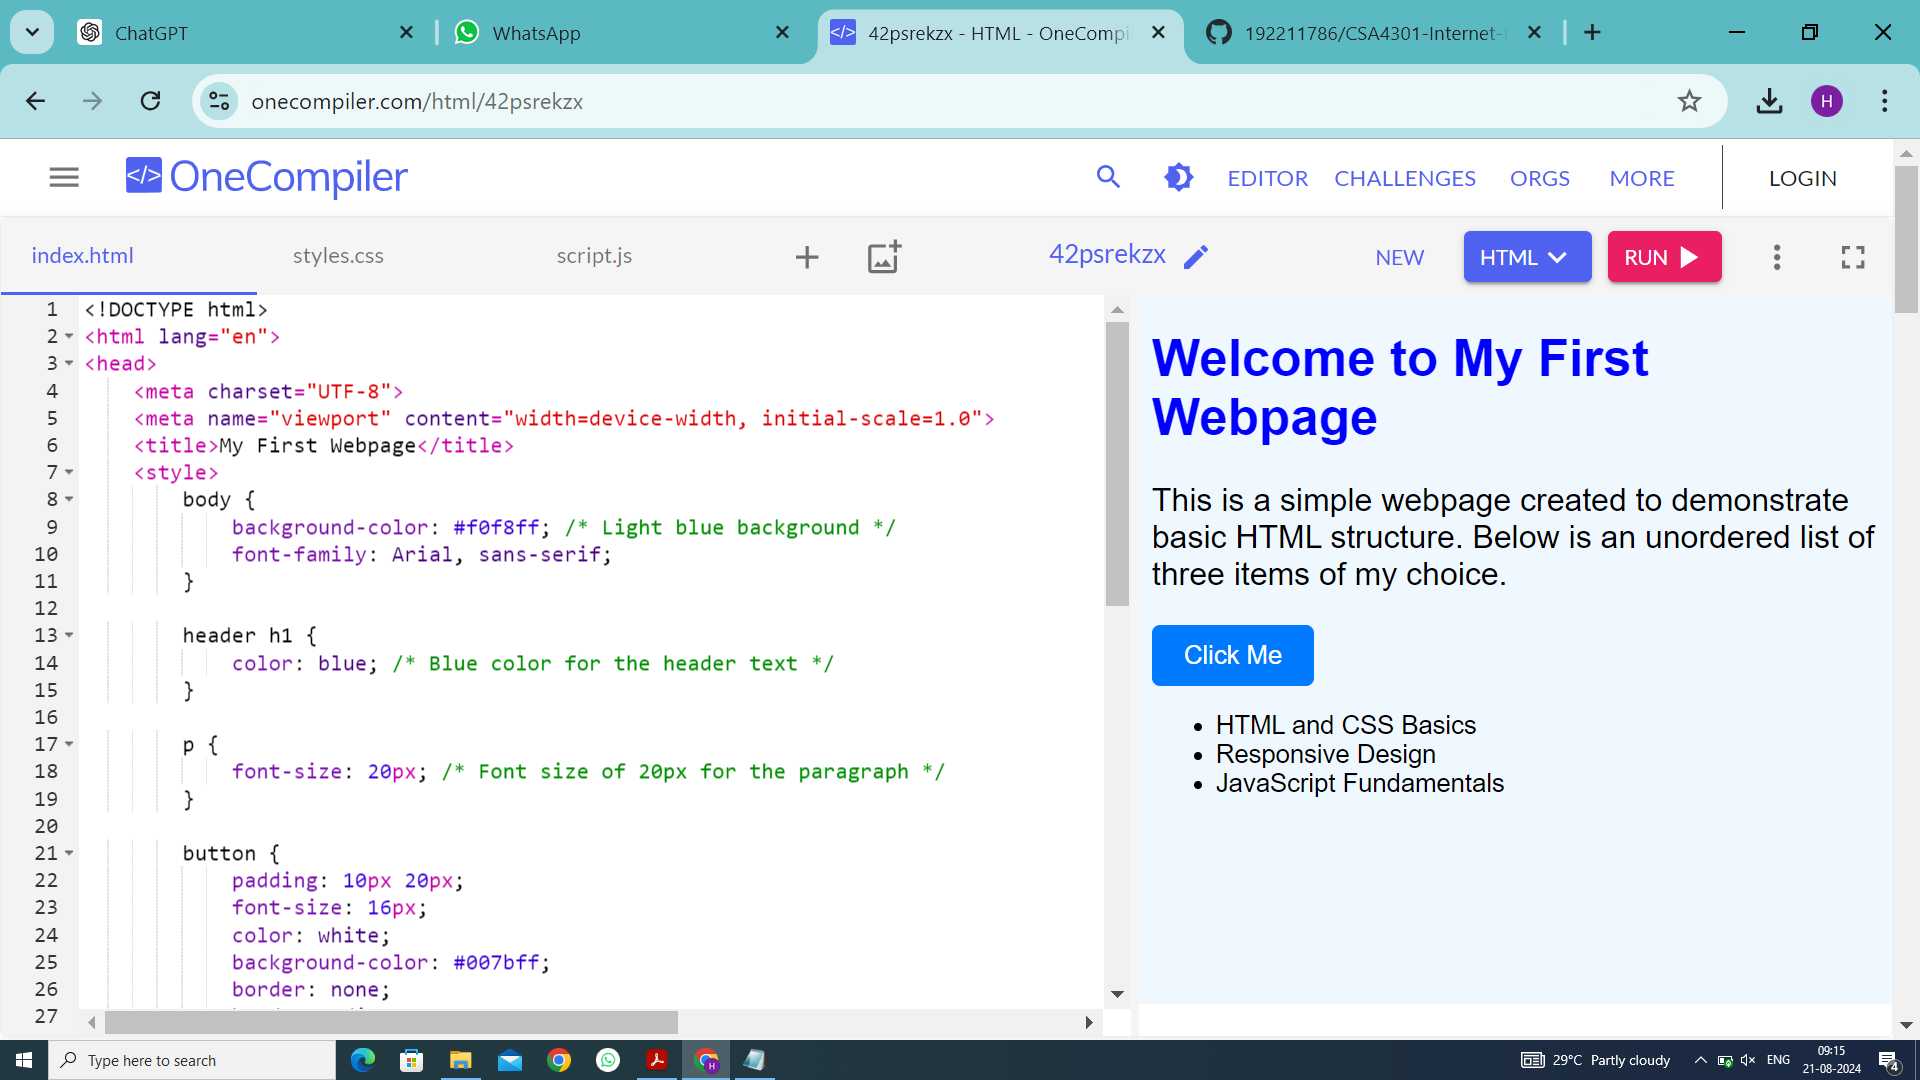 ChatGPT
WhatsApp
42psrekzx - HTML - OneCompi
192211786/CSA4301-Internet-
onecompiler.com/html/42psrekzx
H
</> OneCompiler
EDITOR
CHALLENGES
ORGS
MORE
LOGIN
index.html
styles.css
script.js
42psrekzx
NEW
HTML
RUN
1 <!DOCTYPE html>
2 <html lang="en">
3 <head>
4 <meta charset="UTF-8">
5 <meta name="viewport" content="width=device-width, initial-scale=1.0">
6 <title>My First Webpage</title>
7 <style>
8 body {
9 background-color: #f0f8ff; /* Light blue background */
10 font-family: Arial, sans-serif;
11 }
12
13 header h1 {
14 color: blue; /* Blue color for the header text */
15 }
16
17 p {
18 font-size: 20px; /* Font size of 20px for the paragraph */
19 }
20
21 button {
22 padding: 10px 20px;
23 font-size: 16px;
24 color: white;
25 background-color: #007bff;
26 border: none;
27
Welcome to My First
Webpage
This is a simple webpage created to demonstrate
basic HTML structure. Below is an unordered list of
three items of my choice.
Click Me
• HTML and CSS Basics
• Responsive Design
• JavaScript Fundamentals
Type here to search
29°C Partly cloudy
ENG
09:15
21-08-2024
4